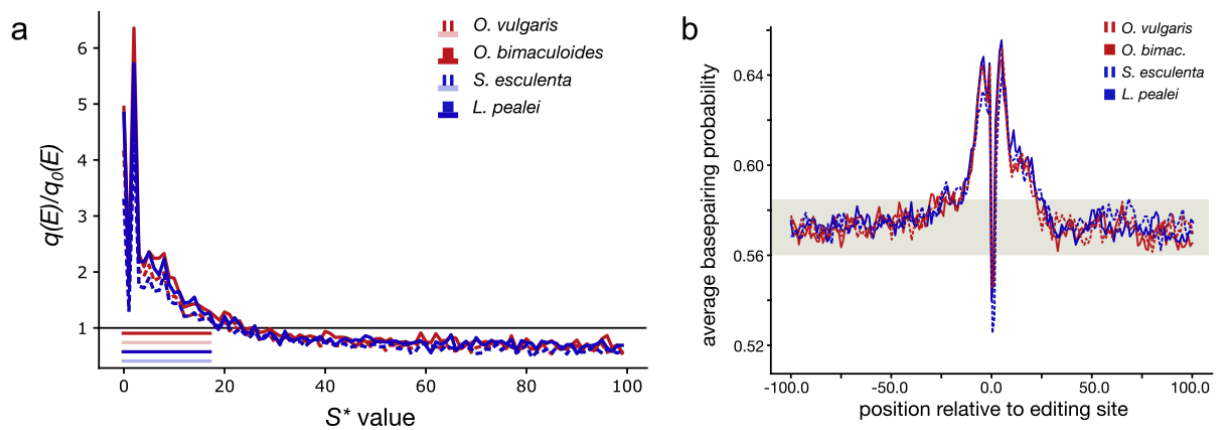 a
q(E)/q₀(E)
6
5
4
3
2
1
0
20
40
60
80
100
S* value
O. vulgaris
O. bimaculoides
S. esculenta
L. pealei
b
average basepairing probability
0.64
0.60
0.56
0.52
-100.0
-50.0
0.0
50.0
100.0
position relative to editing site
O. vulgaris
O. bimac.
S. esculenta
L. pealei